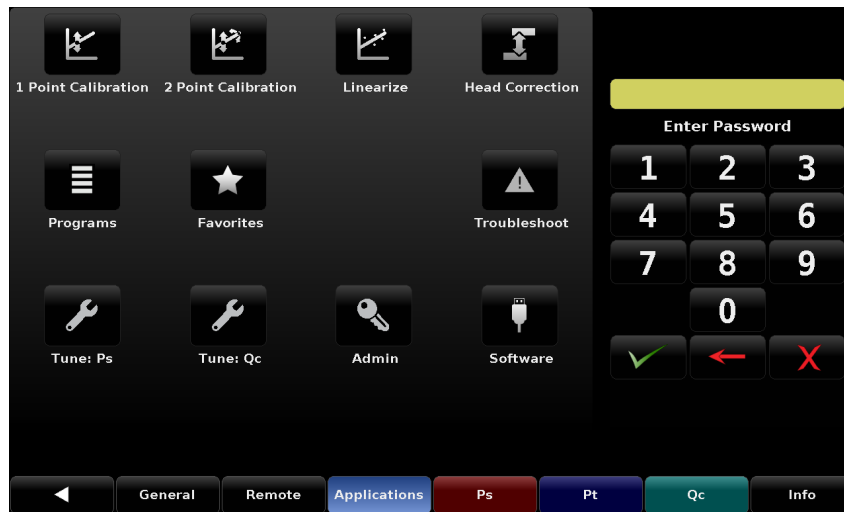 1 Point Calibration 2 Point Calibration Linearize Head Correction
Programs Favorites Troubleshoot
Tune: Ps Tune: Qc Admin Software
Enter Password
1 2 3
4 5 6
7 8 9
0
X
General Remote Applications Ps Pt Qc Info